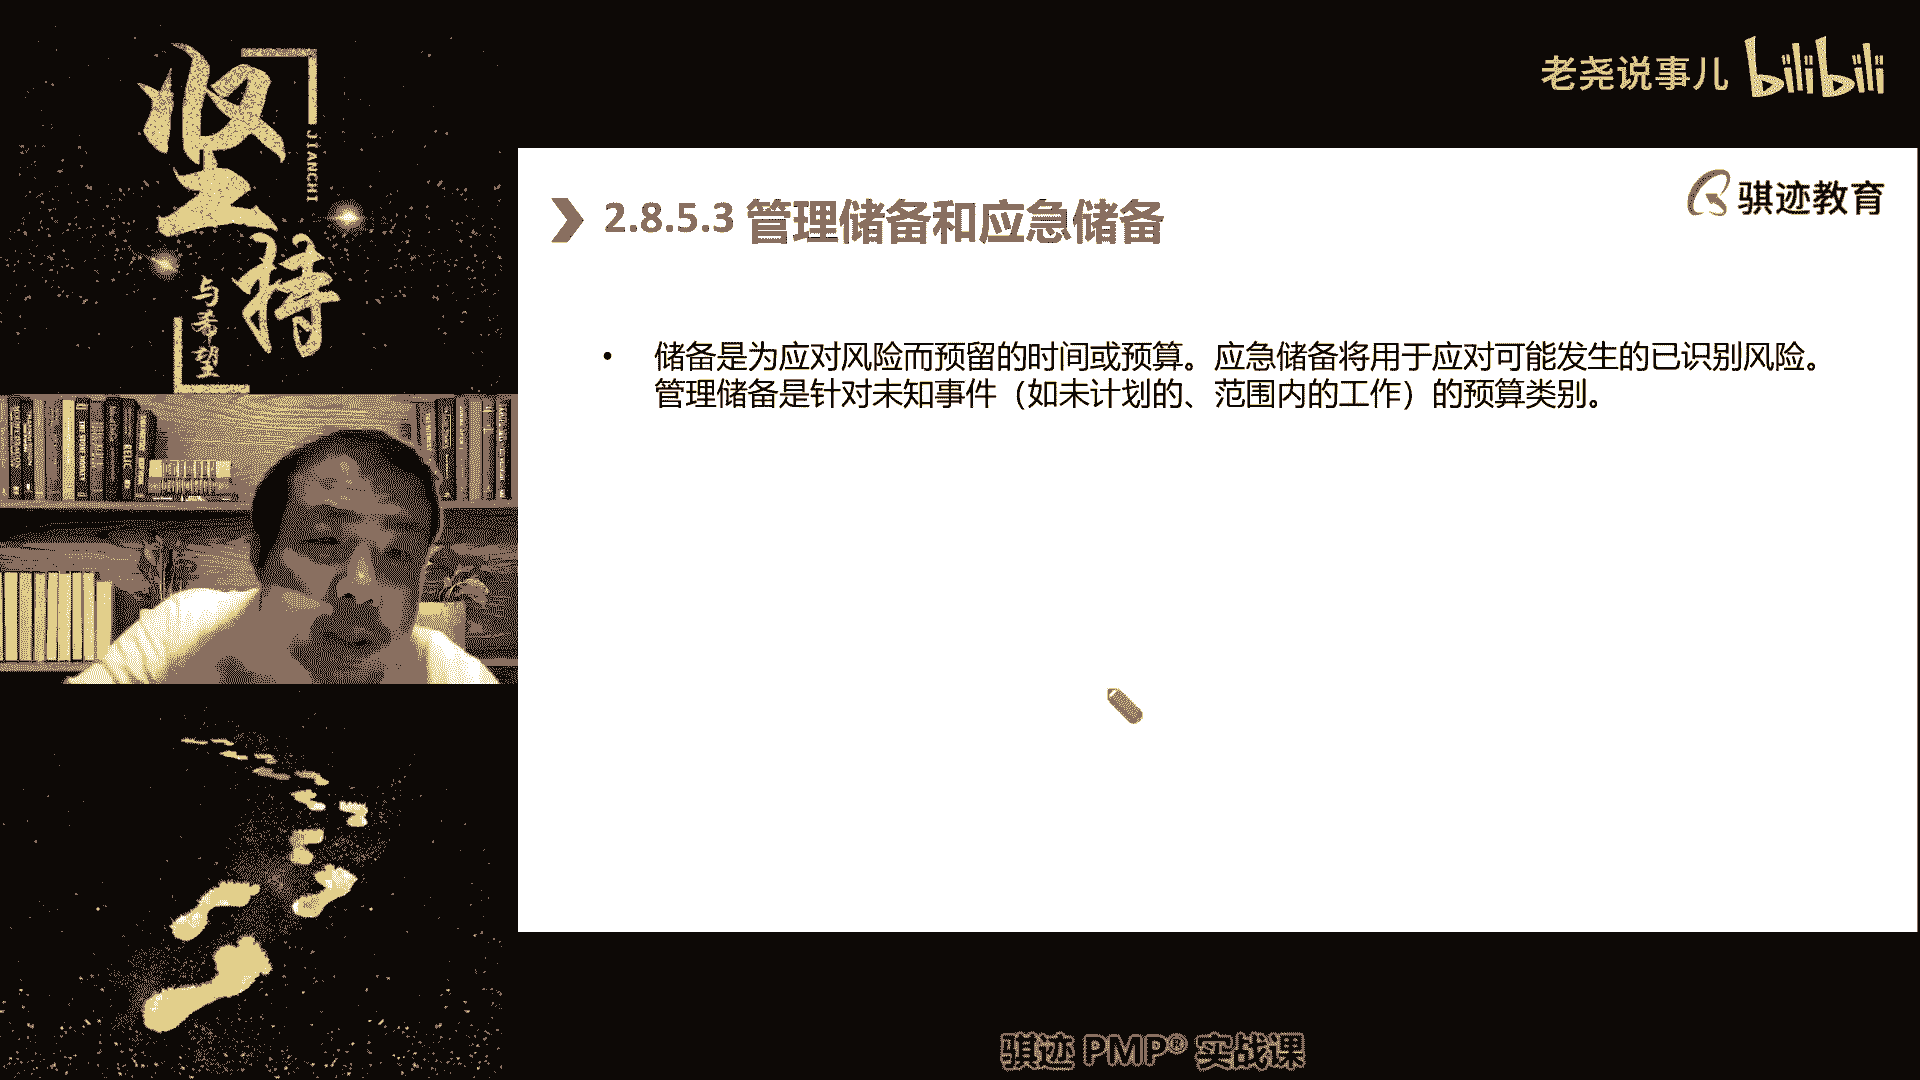 坚持
JIANCHI
与希望
老尧说事儿 bilibili
骐迹教育
2.8.5.3 管理储备和应急储备
• 储备是为应对风险而预留的时间或预算。应急储备将用于应对可能发生的已识别风险。
管理储备是针对未知事件（如未计划的、范围内的工作）的预算类别。
骐迹 PMP® 实战课